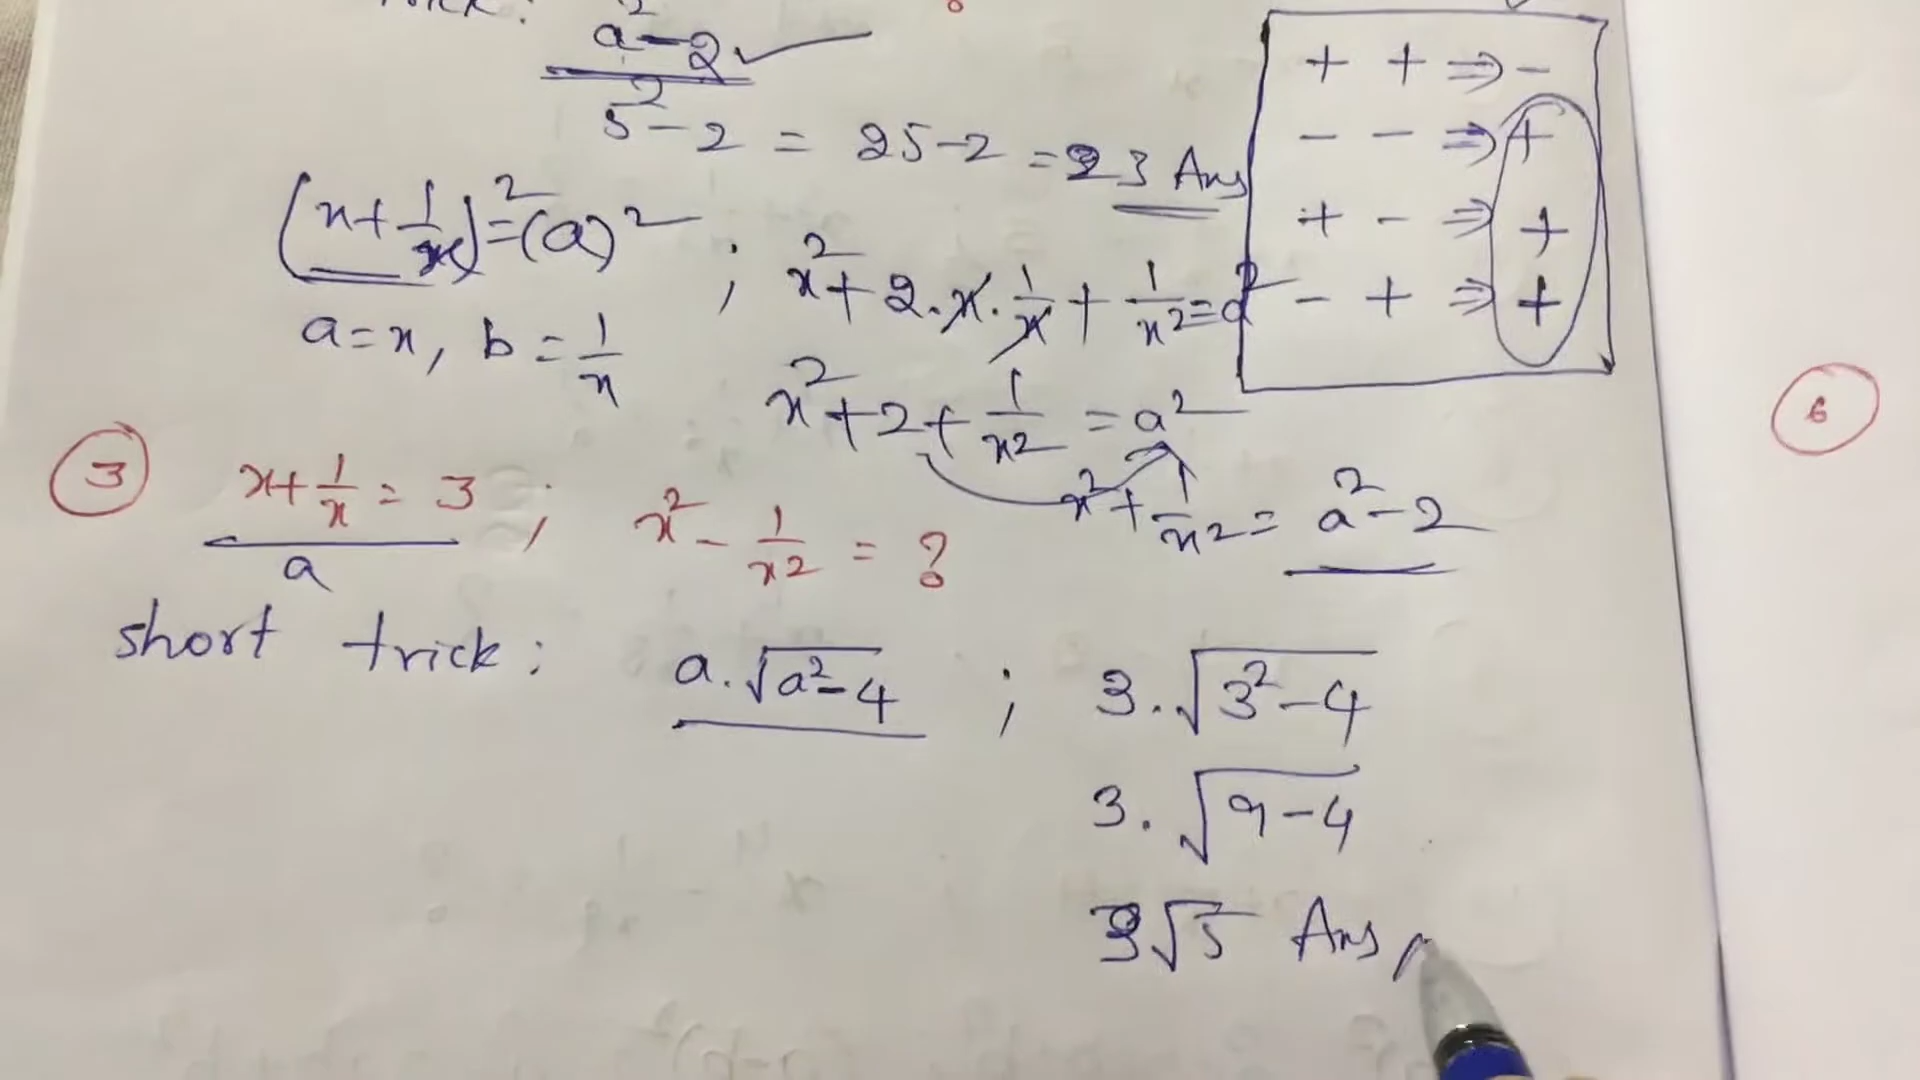 a² - 2
5² - 2 = 25 - 2 = 23 Ans
(x + 1/x)² = (a)² ; x² + 2 . x . 1/x + 1/x² = a²
a = x, b = 1/x
x² + 2 + 1/x² = a²
x² + 1/x² = a² - 2
+ + ⇒ -
- - ⇒ +
+ - ⇒ +
- + ⇒ +
6
3 x + 1/x = 3 ; x² - 1/x² = ?
a
short trick : a . √(a² - 4) ; 3 . √(3² - 4)
3 . √(9 - 4)
3√5 Ans